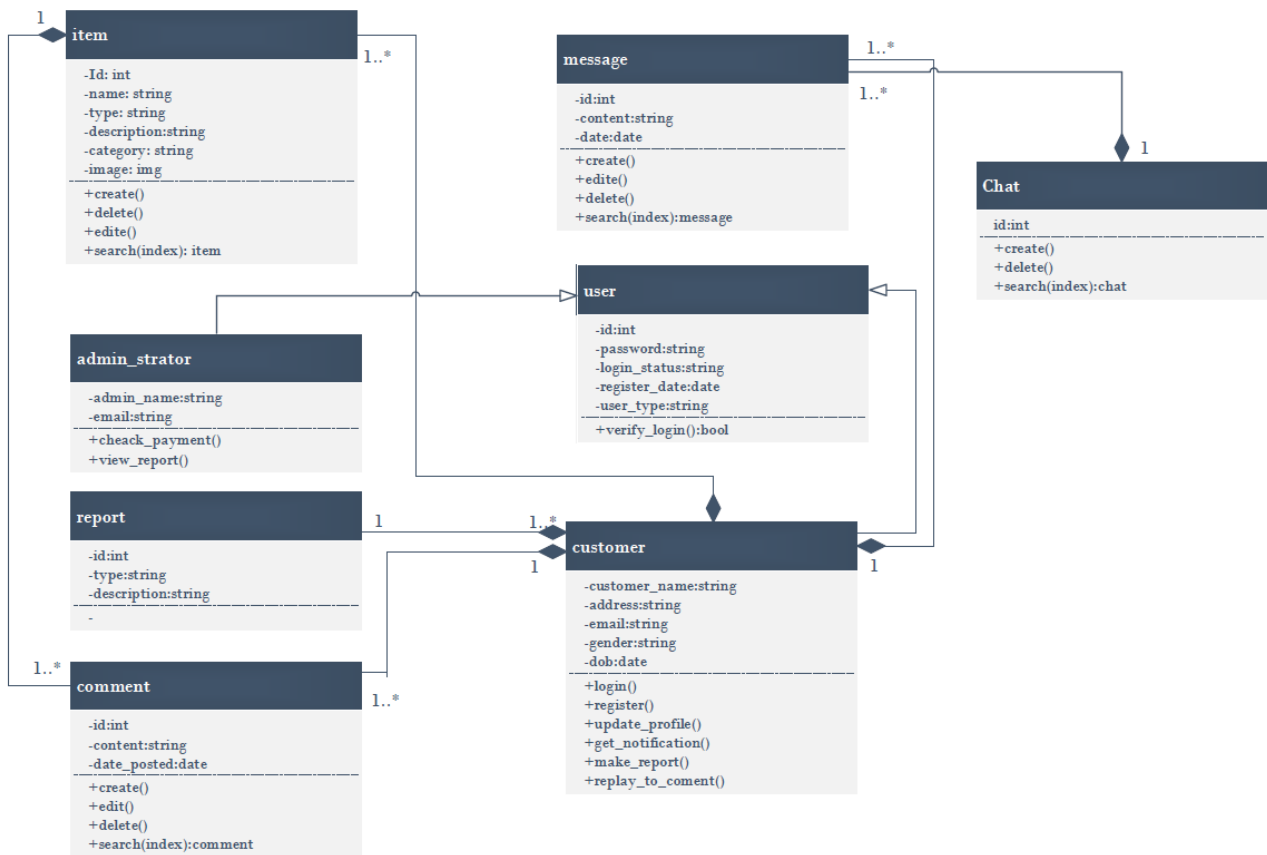 1
item
1..*
-Id: int
-name: string
-type: string
-description:string
-category: string
-image: img
+create()
+delete()
+edite()
+search(index): item
message
1..*
1..*
-id:int
-content:string
-date:date
+create()
+edite()
+delete()
+search(index):message
1
Chat
id:int
+create()
+delete()
+search(index):chat
user
-id:int
-password:string
-login_status:string
-register_date:date
-user_type:string
+verify_login():bool
admin_strator
-admin_name:string
-email:string
+cheack_payment()
+view_report()
report
1
1..*
-id:int
-type:string
-description:string
-
customer
1
1
-customer_name:string
-address:string
-email:string
-gender:string
-dob:date
+login()
+register()
+update_profile()
+get_notification()
+make_report()
+replay_to_coment()
1..*
comment
1..*
-id:int
-content:string
-date_posted:date
+create()
+edit()
+delete()
+search(index):comment